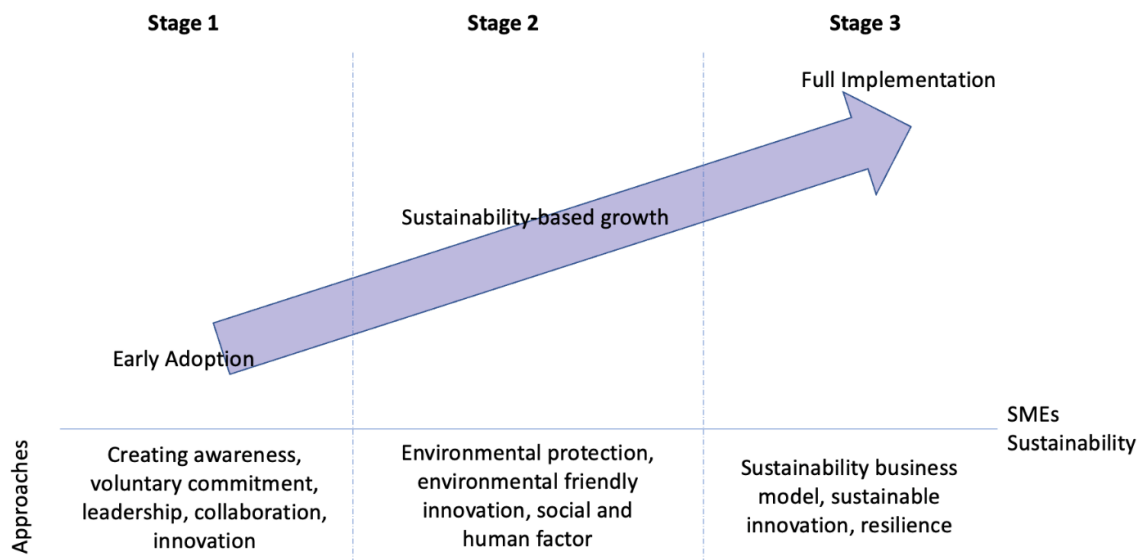 Stage 1
Stage 2
Stage 3
Full Implementation
Sustainability-based growth
Early Adoption
SMEs
Sustainability
Approaches
Creating awareness,
voluntary commitment,
leadership, collaboration,
innovation
Environmental protection,
environmental friendly
innovation, social and
human factor
Sustainability business
model, sustainable
innovation, resilience